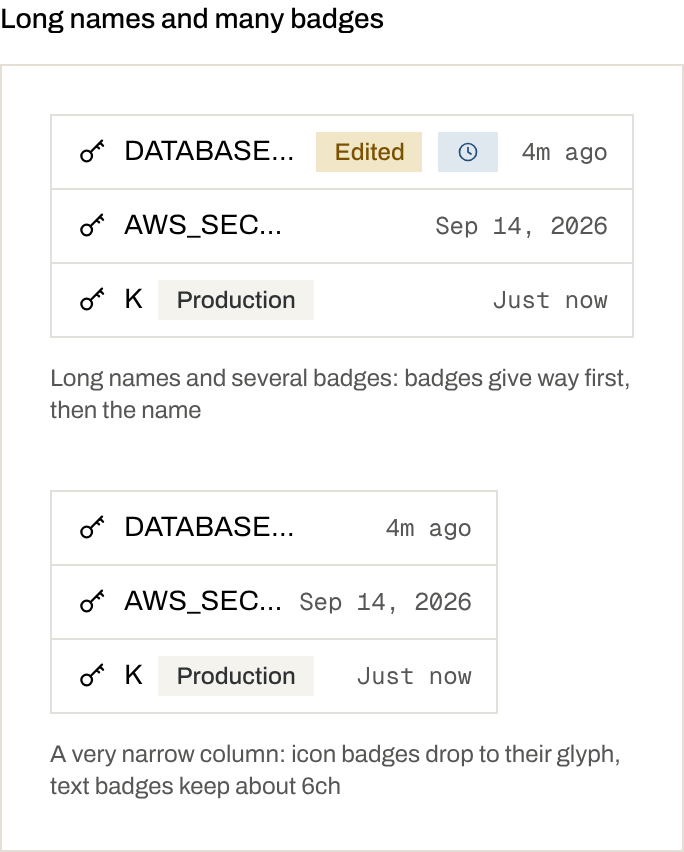 Long names and many badges
DATABASE... Edited 4m ago
AWS_SEC... Sep 14, 2026
K Production Just now
Long names and several badges: badges give way first,
then the name
DATABASE... 4m ago
AWS_SEC... Sep 14, 2026
K Production Just now
A very narrow column: icon badges drop to their glyph,
text badges keep about 6ch